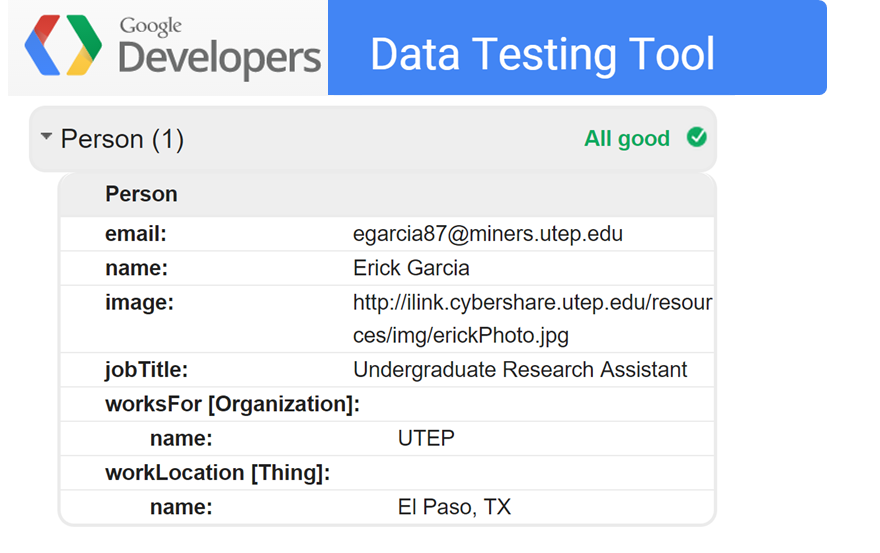 Google
Developers
Data Testing Tool
Person (1) All good
Person
email: egarcia87@miners.utep.edu
name: Erick Garcia
image: http://ilink.cybershare.utep.edu/resour
ces/img/erickPhoto.jpg
jobTitle: Undergraduate Research Assistant
worksFor [Organization]:
name: UTEP
workLocation [Thing]:
name: El Paso, TX